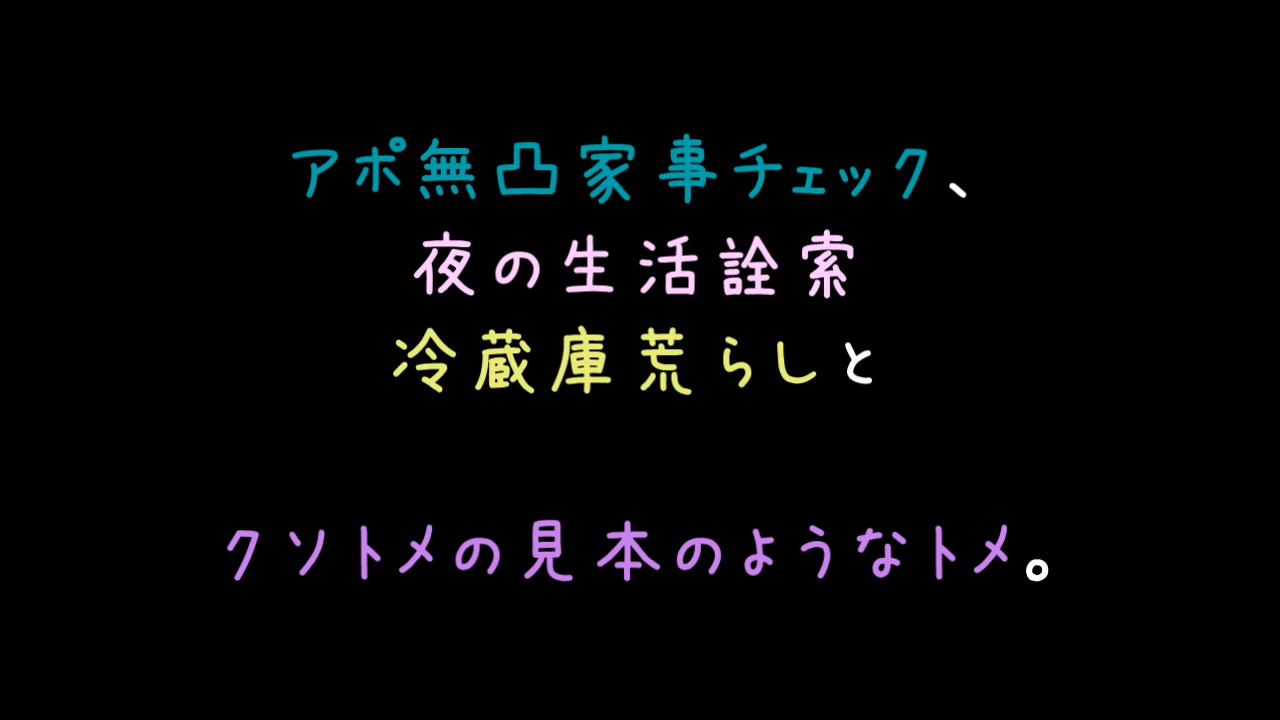 アポ無凸家事チェック、
夜の生活詮索
冷蔵庫荒らしと
クソトメの見本のようなトメ。